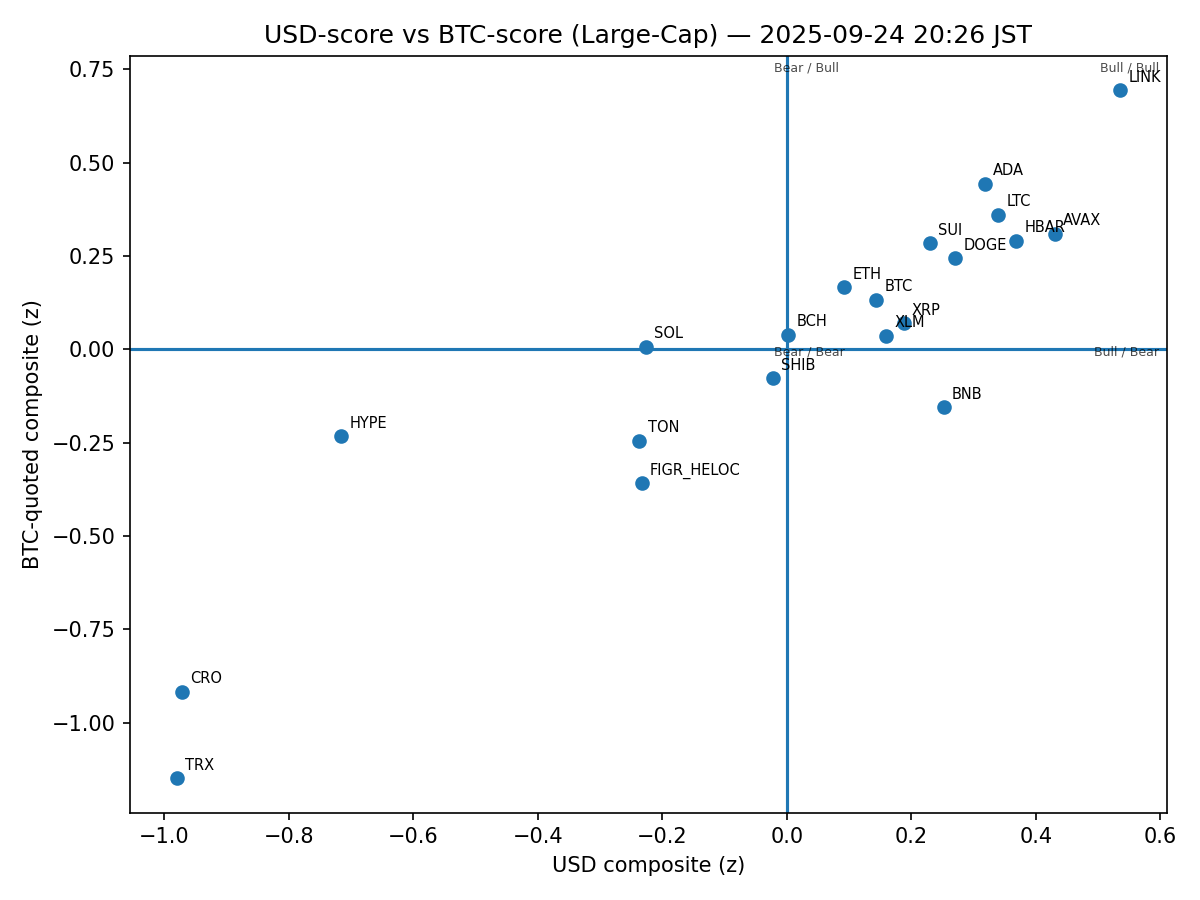 USD-score vs BTC-score (Large-Cap) — 2025-09-24 20:26 JST
0.75
Bear / Bull
Bull / Bull
LINK
0.50
ADA
LTC
HBAR
AVAX
SUI
DOGE
0.25
ETH
BTC
XRP
XLM
BCH
SOL
0.00
Bear / Bear
Bull / Bear
SHIB
BNB
HYPE
TON
−0.25
FIGR_HELOC
−0.50
−0.75
CRO
−1.00
TRX
BTC-quoted composite (z)
−1.0
−0.8
−0.6
−0.4
−0.2
0.0
0.2
0.4
0.6
USD composite (z)